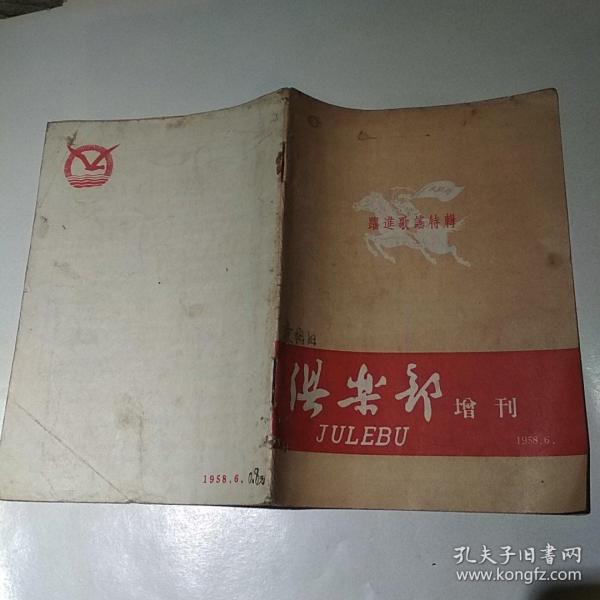 躍進歌謠特輯
俱樂部 增刊
JULEBU
1958.6.
1958.6.
孔夫子旧书网
www.kongfz.com